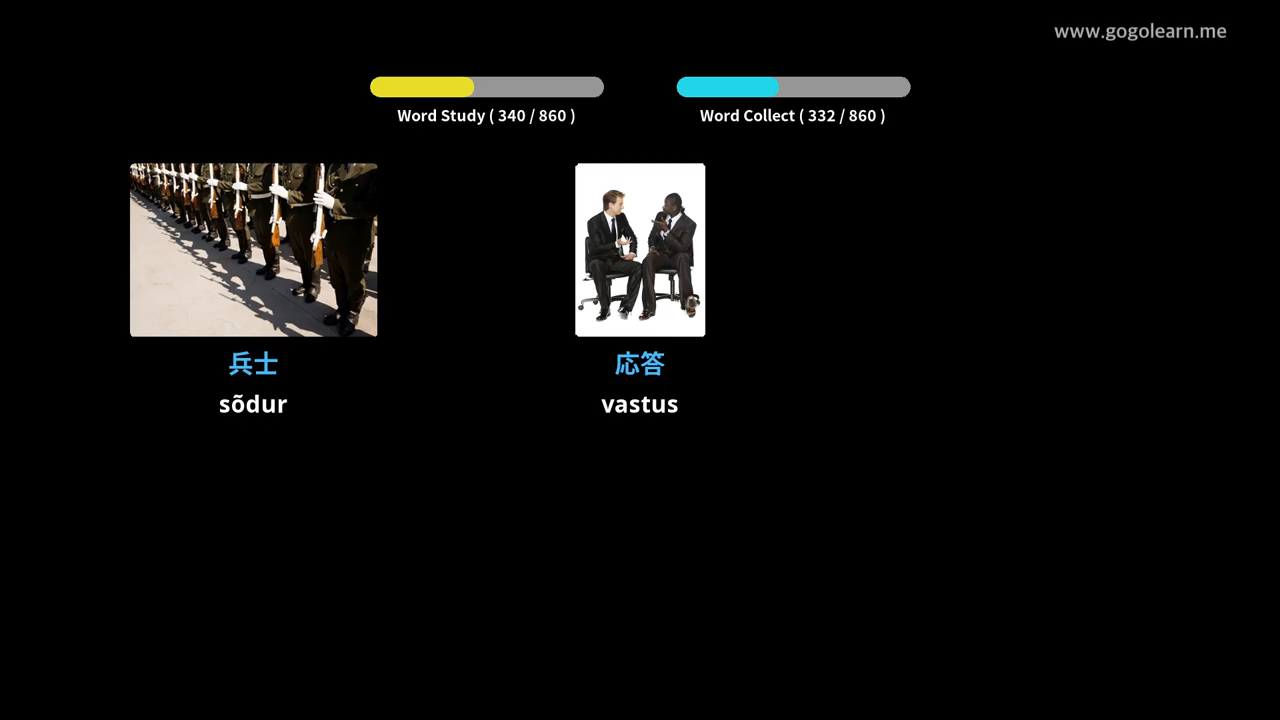 www.gogolearn.me
Word Study ( 340 / 860 )
Word Collect ( 332 / 860 )
兵士
sõdur
応答
vastus